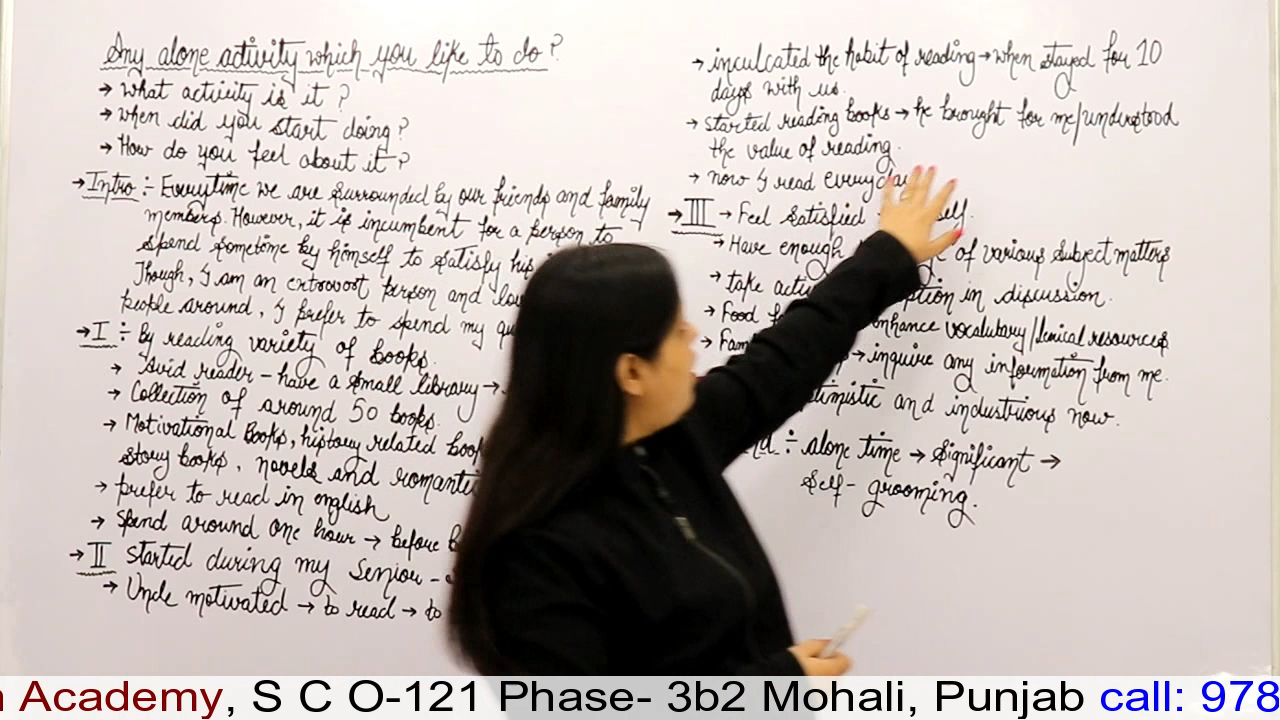 Any alone activity which you like to do?
→ what activity is it?
→ when did you start doing?
→ How do you feel about it?
→ Intro ÷ Everytime we are surrounded by our friends and family
members. However, it is incumbent for a person to
spend sometime by himself to satisfy his
Though, I am an extrovort person and
people around, I prefer to spend my
→ I ÷ By reading variety of books.
→ Avid reader - have a small library →
→ Collection of around 50 books.
→ Motivational Books, history related
story books, novels and
→ prefer to read in english
→ Spend around one hour → before
→ II started during my Senior -
→ Uncle motivated → to read → to
→ inculcated the habit of reading → when stayed for 10
days with us.
→ started reading books → he brought for me/understood
the value of reading.
→ now I read
→ III → Feel satisfied
→ Have enough of various subject matters
→ take in discussion.
→ Food enhance vocalubary/lexical resources
→ → inquire any information from me.
and industrious now.
÷ alone time → significant →
Self-grooming.
Academy, S C O-121 Phase- 3b2 Mohali, Punjab call: 978